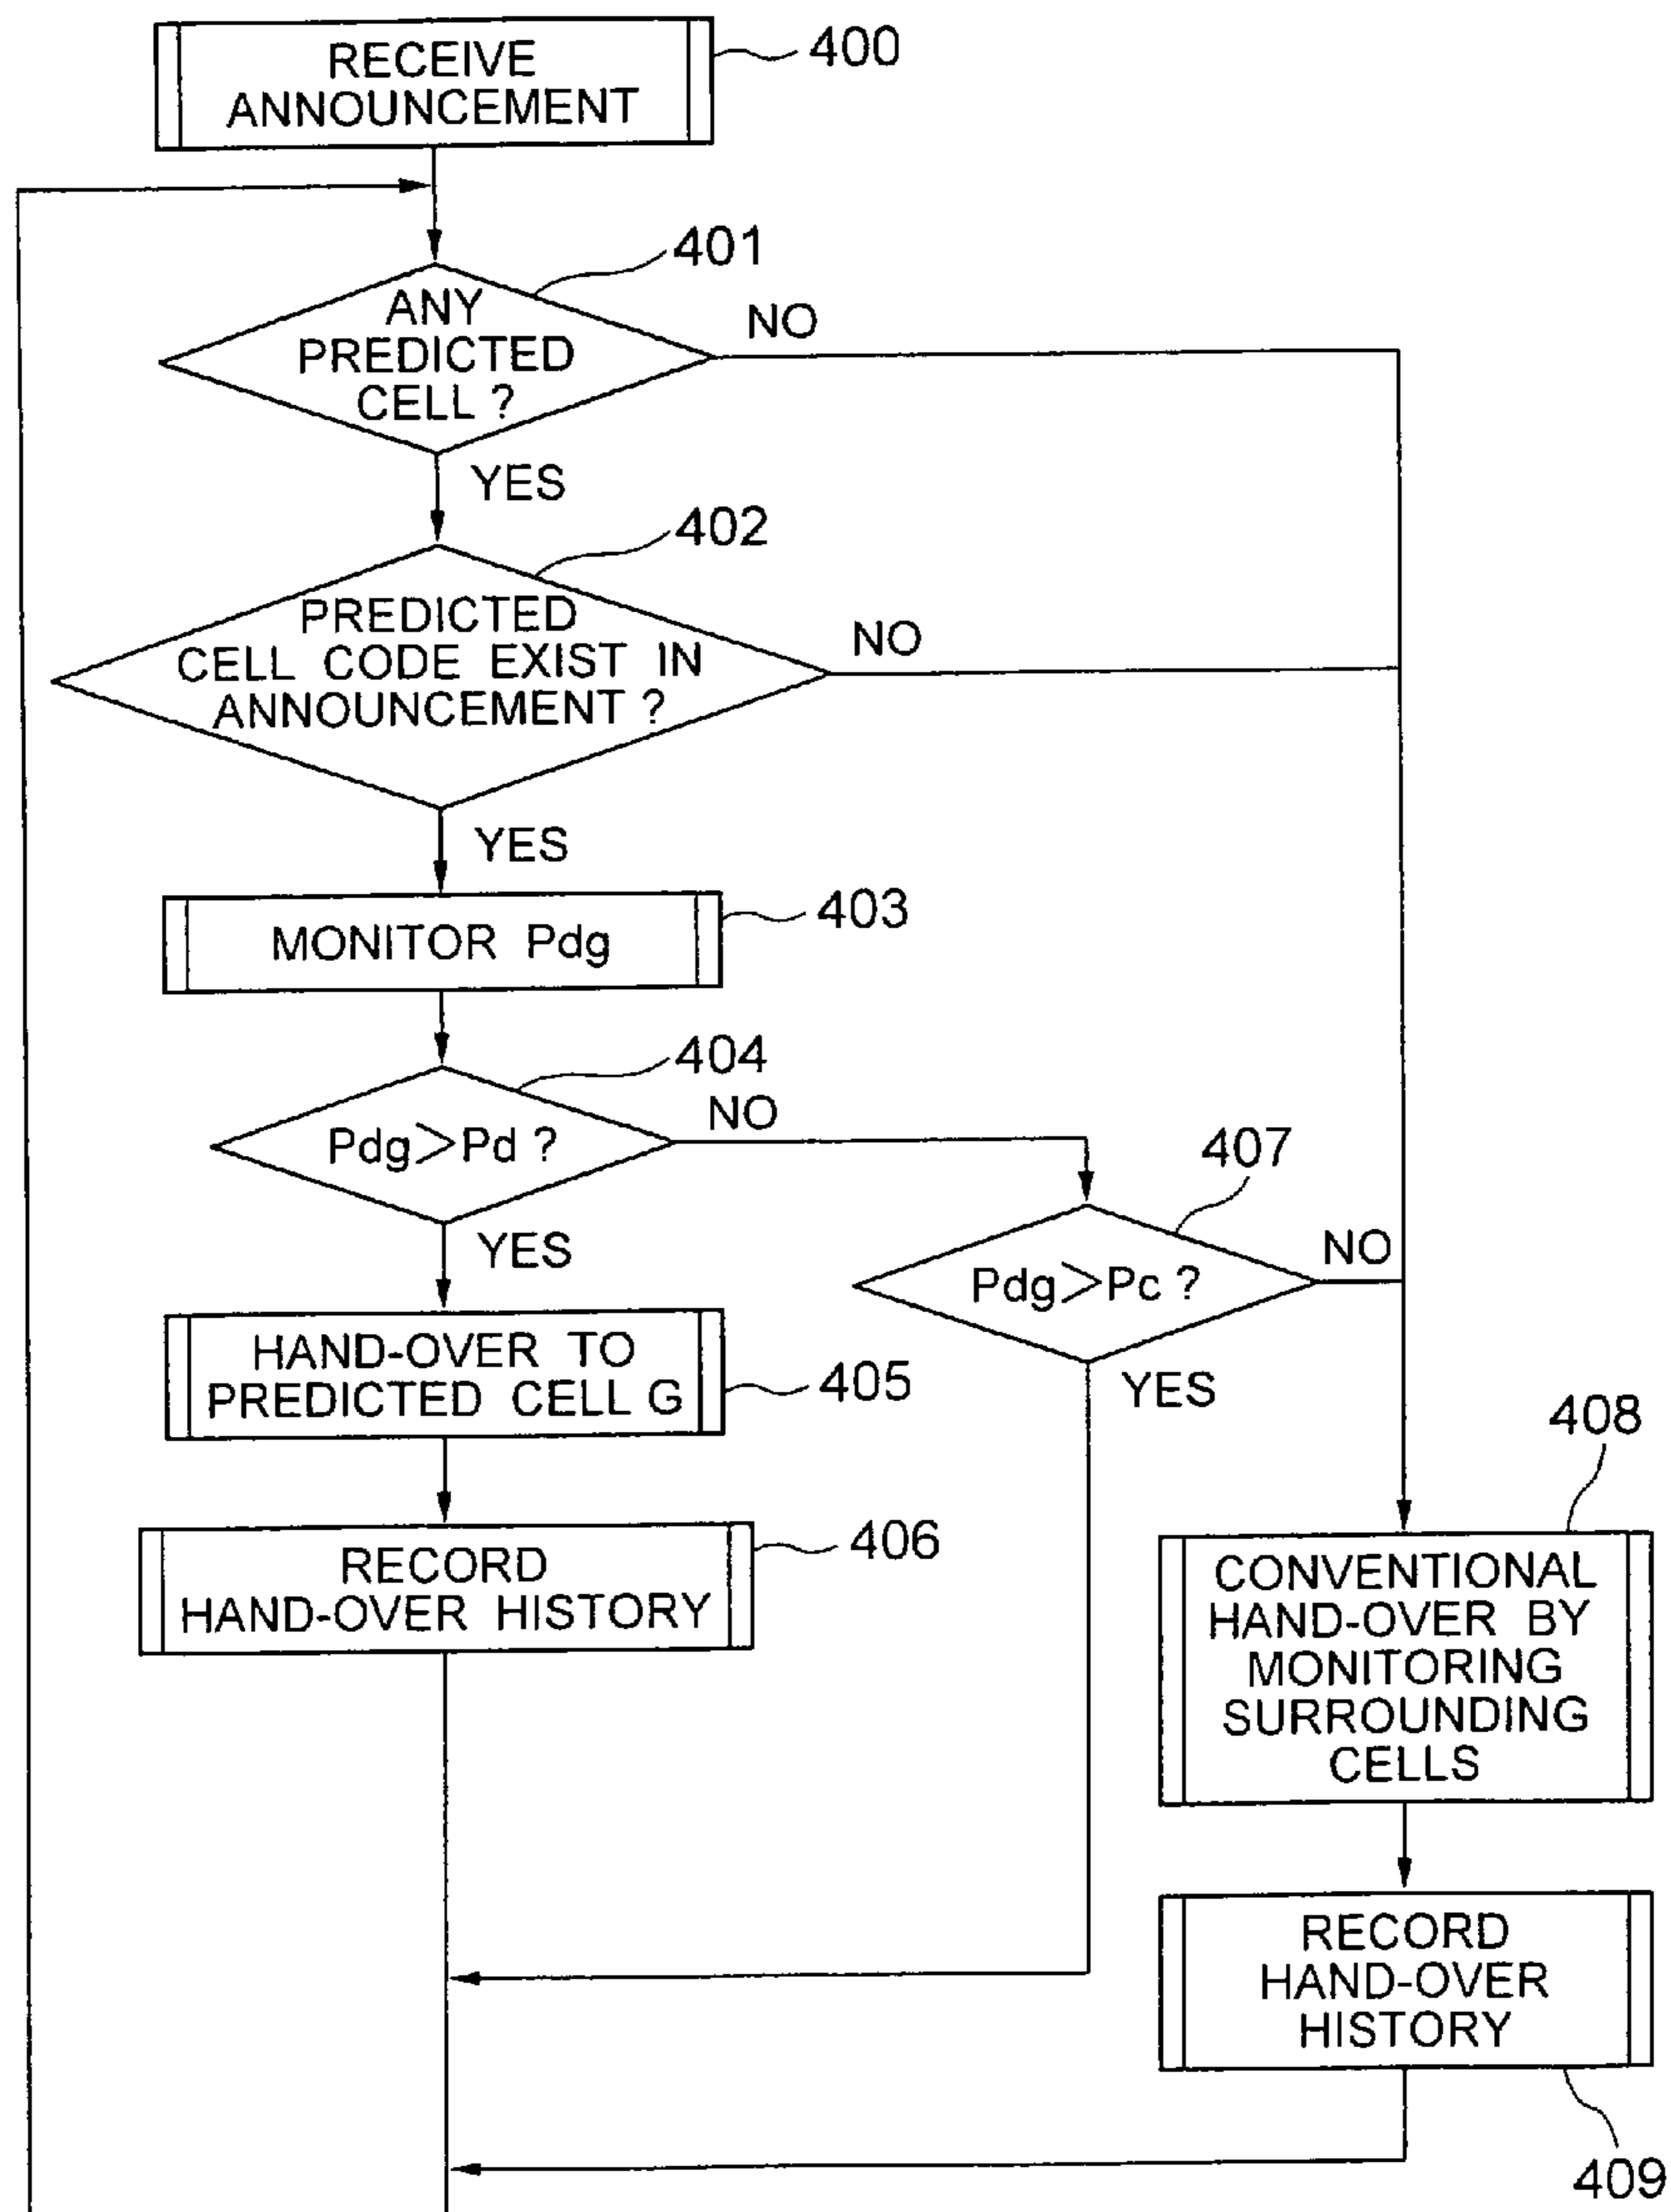 RECEIVE
ANNOUNCEMENT
400
401
ANY
PREDICTED
CELL ?
NO
YES
402
PREDICTED
CELL CODE EXIST IN
ANNOUNCEMENT ?
NO
YES
403
MONITOR Pdg
404
Pdg>Pd ?
NO
YES
407
Pdg>Pc ?
NO
YES
HAND-OVER TO
PREDICTED CELL G
405
RECORD
HAND-OVER HISTORY
406
408
CONVENTIONAL
HAND-OVER BY
MONITORING
SURROUNDING
CELLS
RECORD
HAND-OVER
HISTORY
409